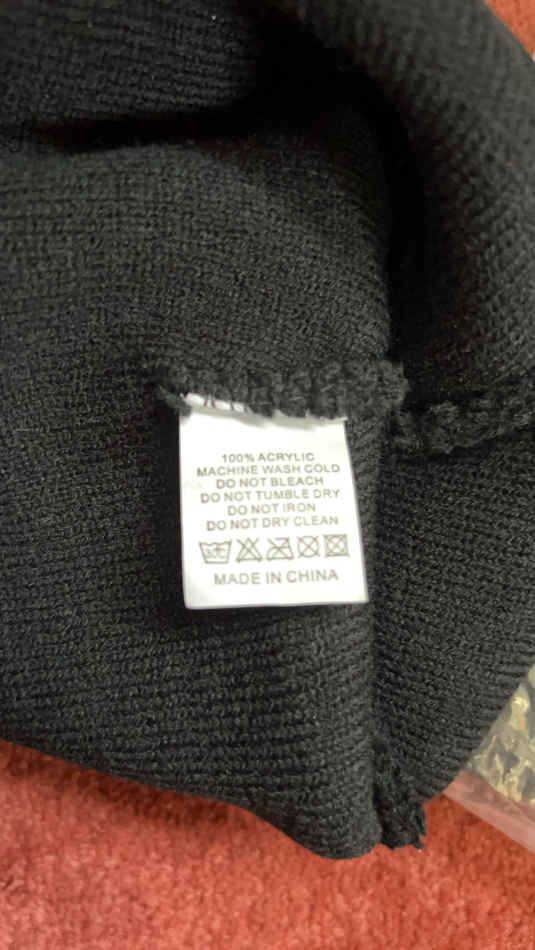 100% ACRYLIC
MACHINE WASH COLD
DO NOT BLEACH
DO NOT TUMBLE DRY
DO NOT IRON
DO NOT DRY CLEAN
MADE IN CHINA